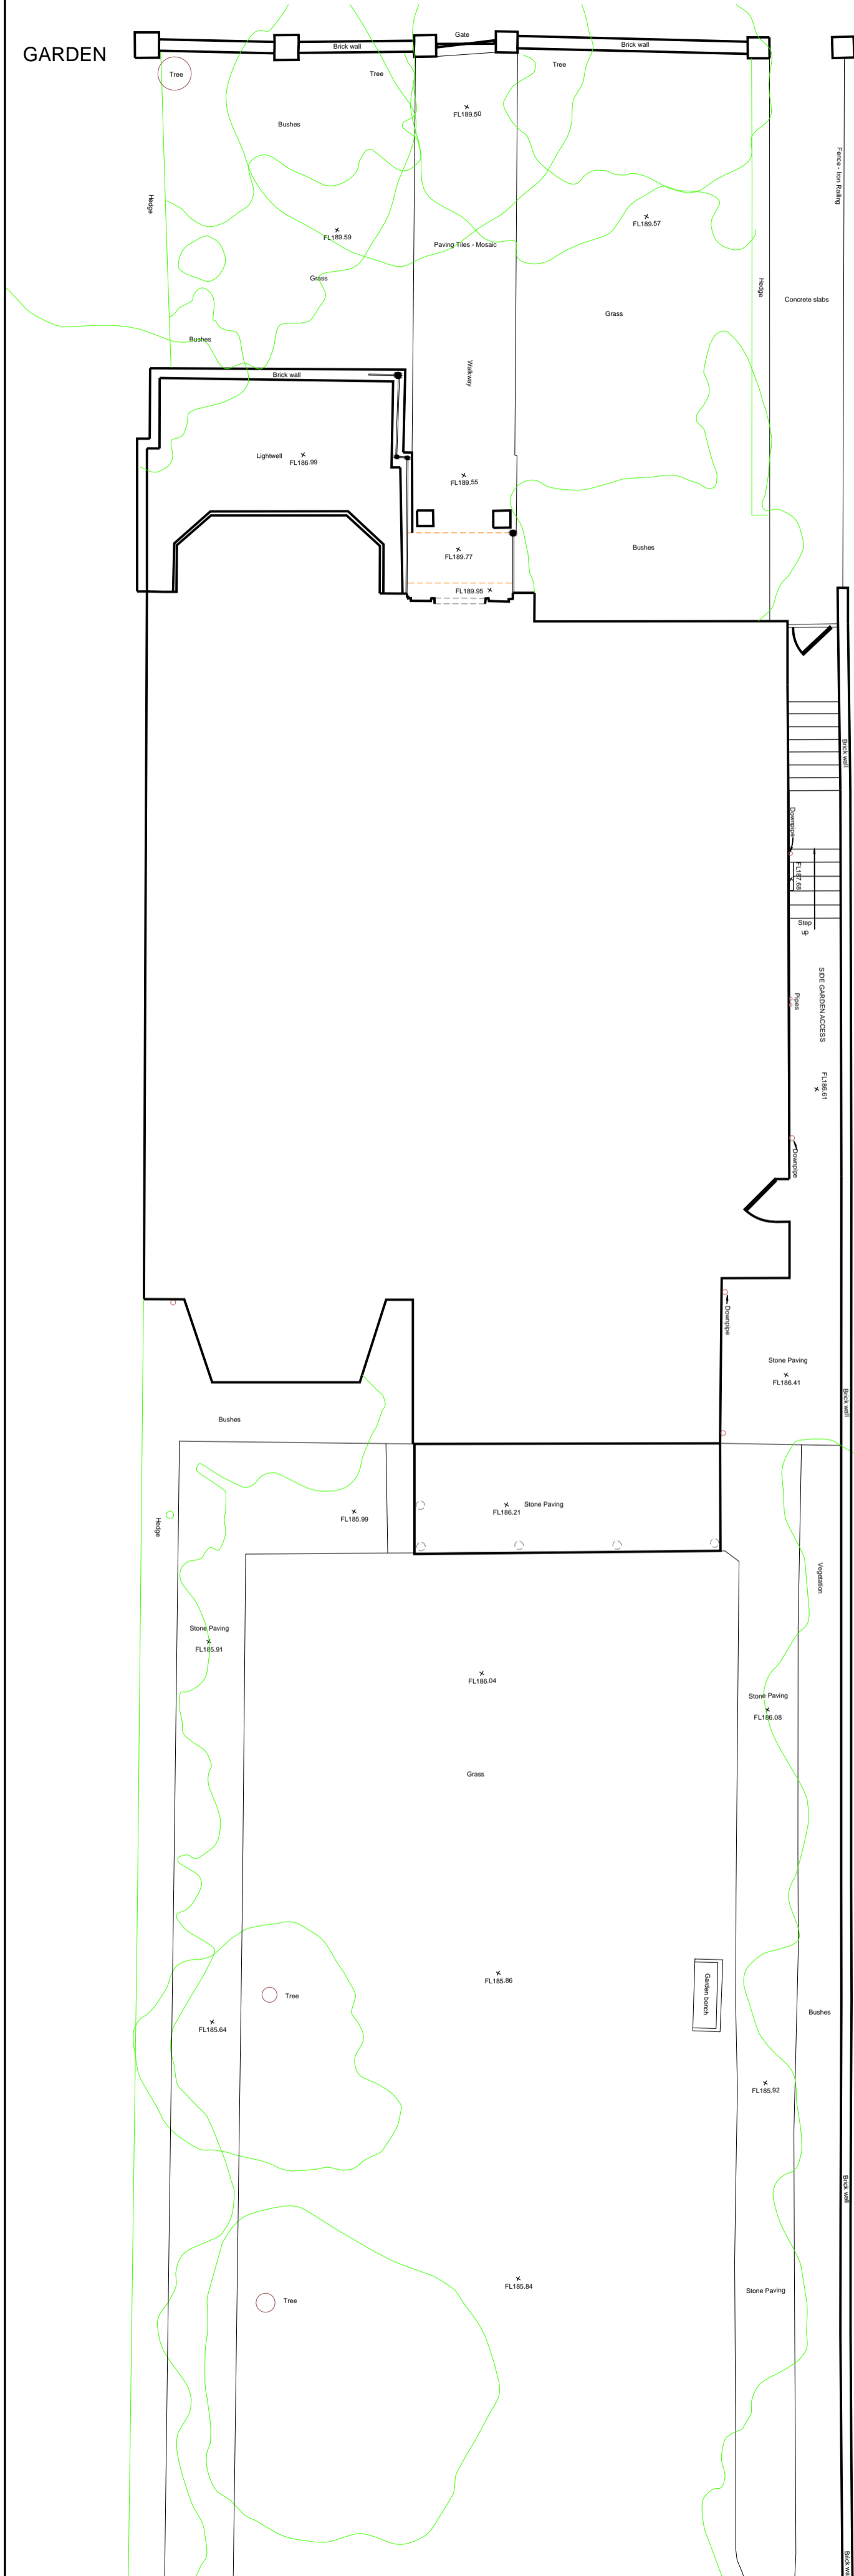 GARDEN
Gate
Brick wall
Brick wall
Tree
Tree
Tree
FL189.50
Bushes
Fence - Iron Railing
Hedge
FL189.59
FL189.57
Paving Tiles - Mosaic
Grass
Hedge
Concrete slabs
Grass
Bushes
Brick wall
Walkway
Lightwell
FL186.99
FL189.55
Bushes
FL189.77
FL189.95
Brick wall
Downpipe
FL187.68
Step
up
SIDE GARDEN ACCESS
Pipes
FL186.61
Downpipe
Downpipe
Stone Paving
FL186.41
Brick wall
Bushes
FL185.99
Stone Paving
FL186.21
Hedge
Vegetation
Stone Paving
FL185.91
FL186.04
Stone Paving
FL186.08
Grass
FL185.86
Garden bench
Tree
Bushes
FL185.64
FL185.92
Brick wall
FL185.84
Stone Paving
Tree
Brick wa